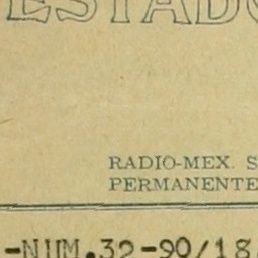 ESTADO
RADIO-MEX. S
PERMANENTE
-NUM.32-90/18